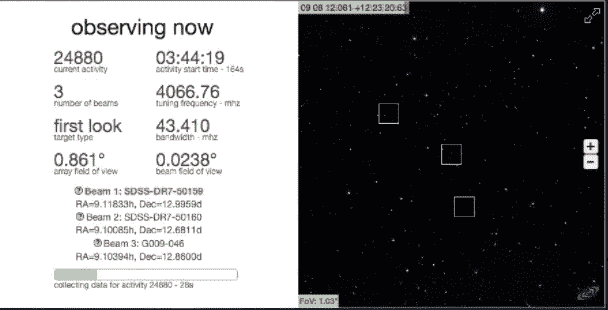 observing now
24880
current activity
03:44:19
activity start time - 164s
3
number of beams
4066.76
tuning frequency - mhz
first look
target type
43.410
bandwidth - mhz
0.861°
array field of view
0.0238°
beam field of view
Beam 1: SDSS-DR7-50159
RA=9.11833h, Dec=12.9959d
Beam 2: SDSS-DR7-50160
RA=9.10085h, Dec=12.6811d
Beam 3: G009-046
RA=9.10394h, Dec=12.8600d
collecting data for activity 24880 - 26s
09 08 12.061 +12:23:20:63
+
−
FoV: 1.03°